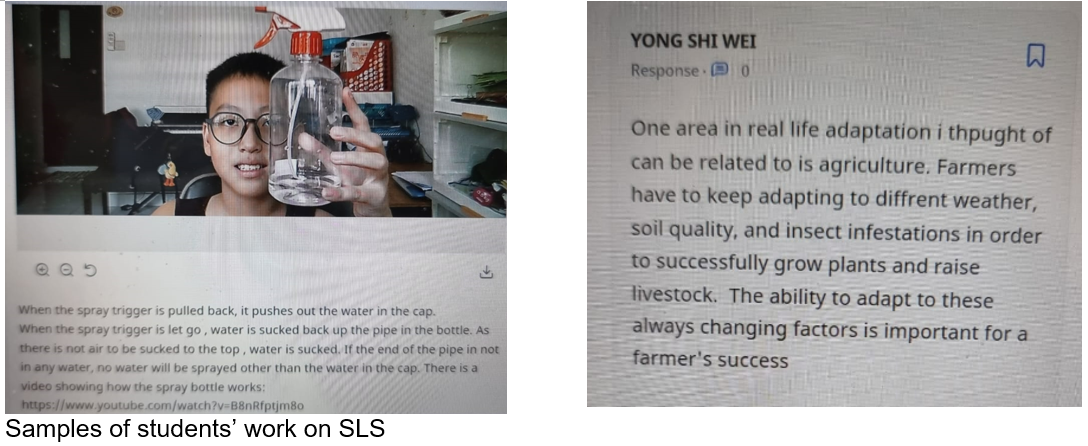 When the spray trigger is pulled back, it pushes out the water in the cap.
When the spray trigger is let go , water is sucked back up the pipe in the bottle. As
there is not air to be sucked to the top , water is sucked. If the end of the pipe in not
in any water, no water will be sprayed other than the water in the cap. There is a
video showing how the spray bottle works:
https://www.youtube.com/watch?v=B8nRfptjm8o
YONG SHI WEI
Response · 0
One area in real life adaptation i thpught of
can be related to is agriculture. Farmers
have to keep adapting to diffrent weather,
soil quality, and insect infestations in order
to successfully grow plants and raise
livestock. The ability to adapt to these
always changing factors is important for a
farmer's success
Samples of students' work on SLS